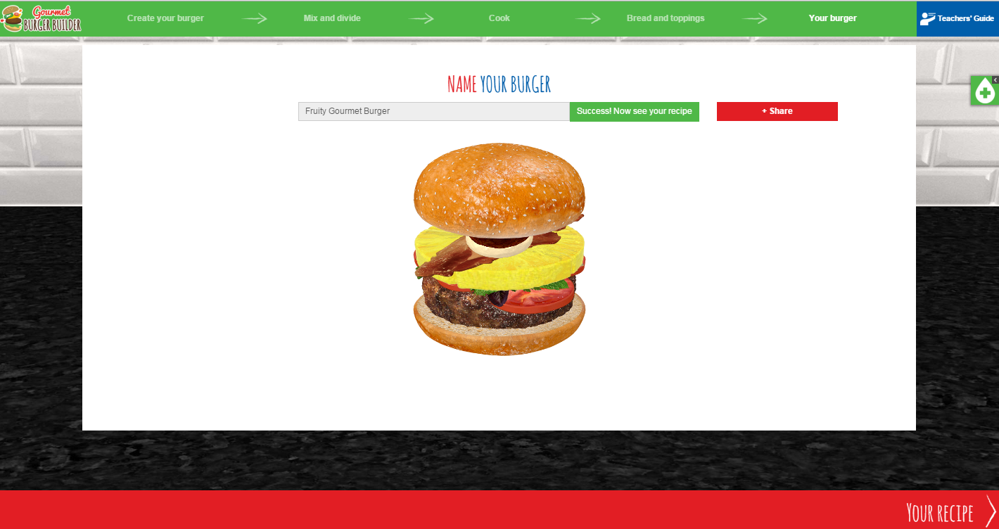 Gourmet
BURGER BUILDER
Create your burger
Mix and divide
Cook
Bread and toppings
Your burger
Teachers' Guide
NAME YOUR BURGER
Fruity Gourmet Burger
Success! Now see your recipe
+ Share
YOUR RECIPE